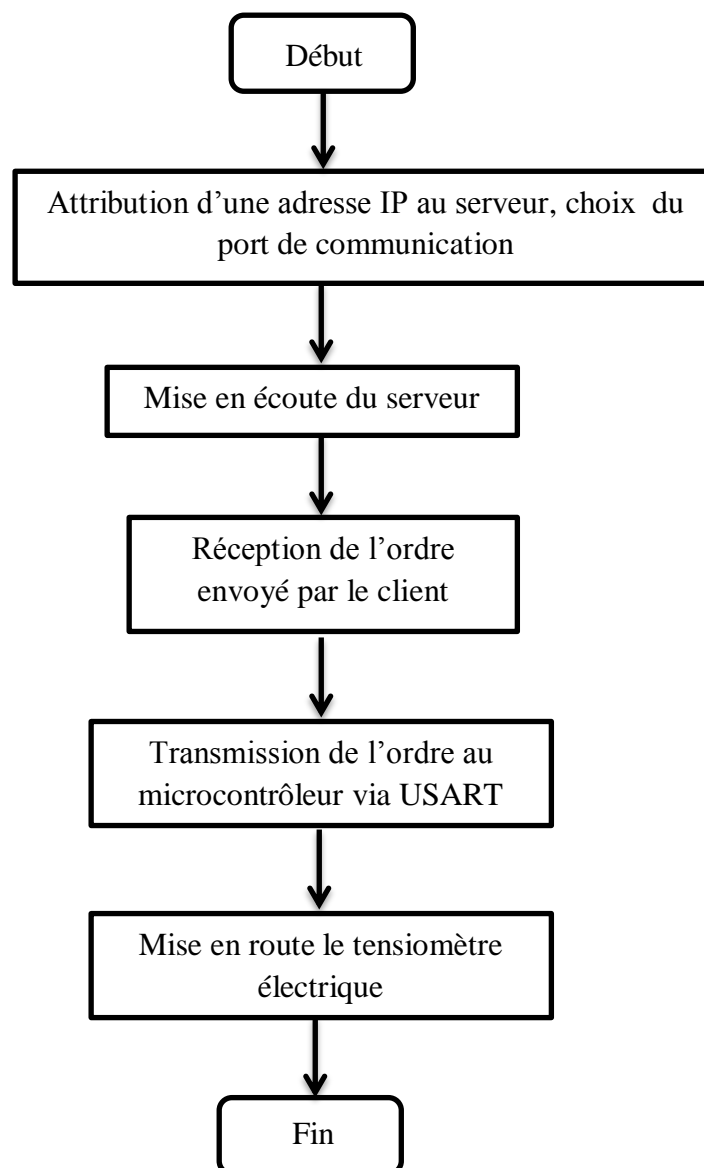 Début
Attribution d’une adresse IP au serveur, choix du
port de communication
Mise en écoute du serveur
Réception de l’ordre
envoyé par le client
Transmission de l’ordre au
microcontrôleur via USART
Mise en route le tensiomètre
électrique
Fin